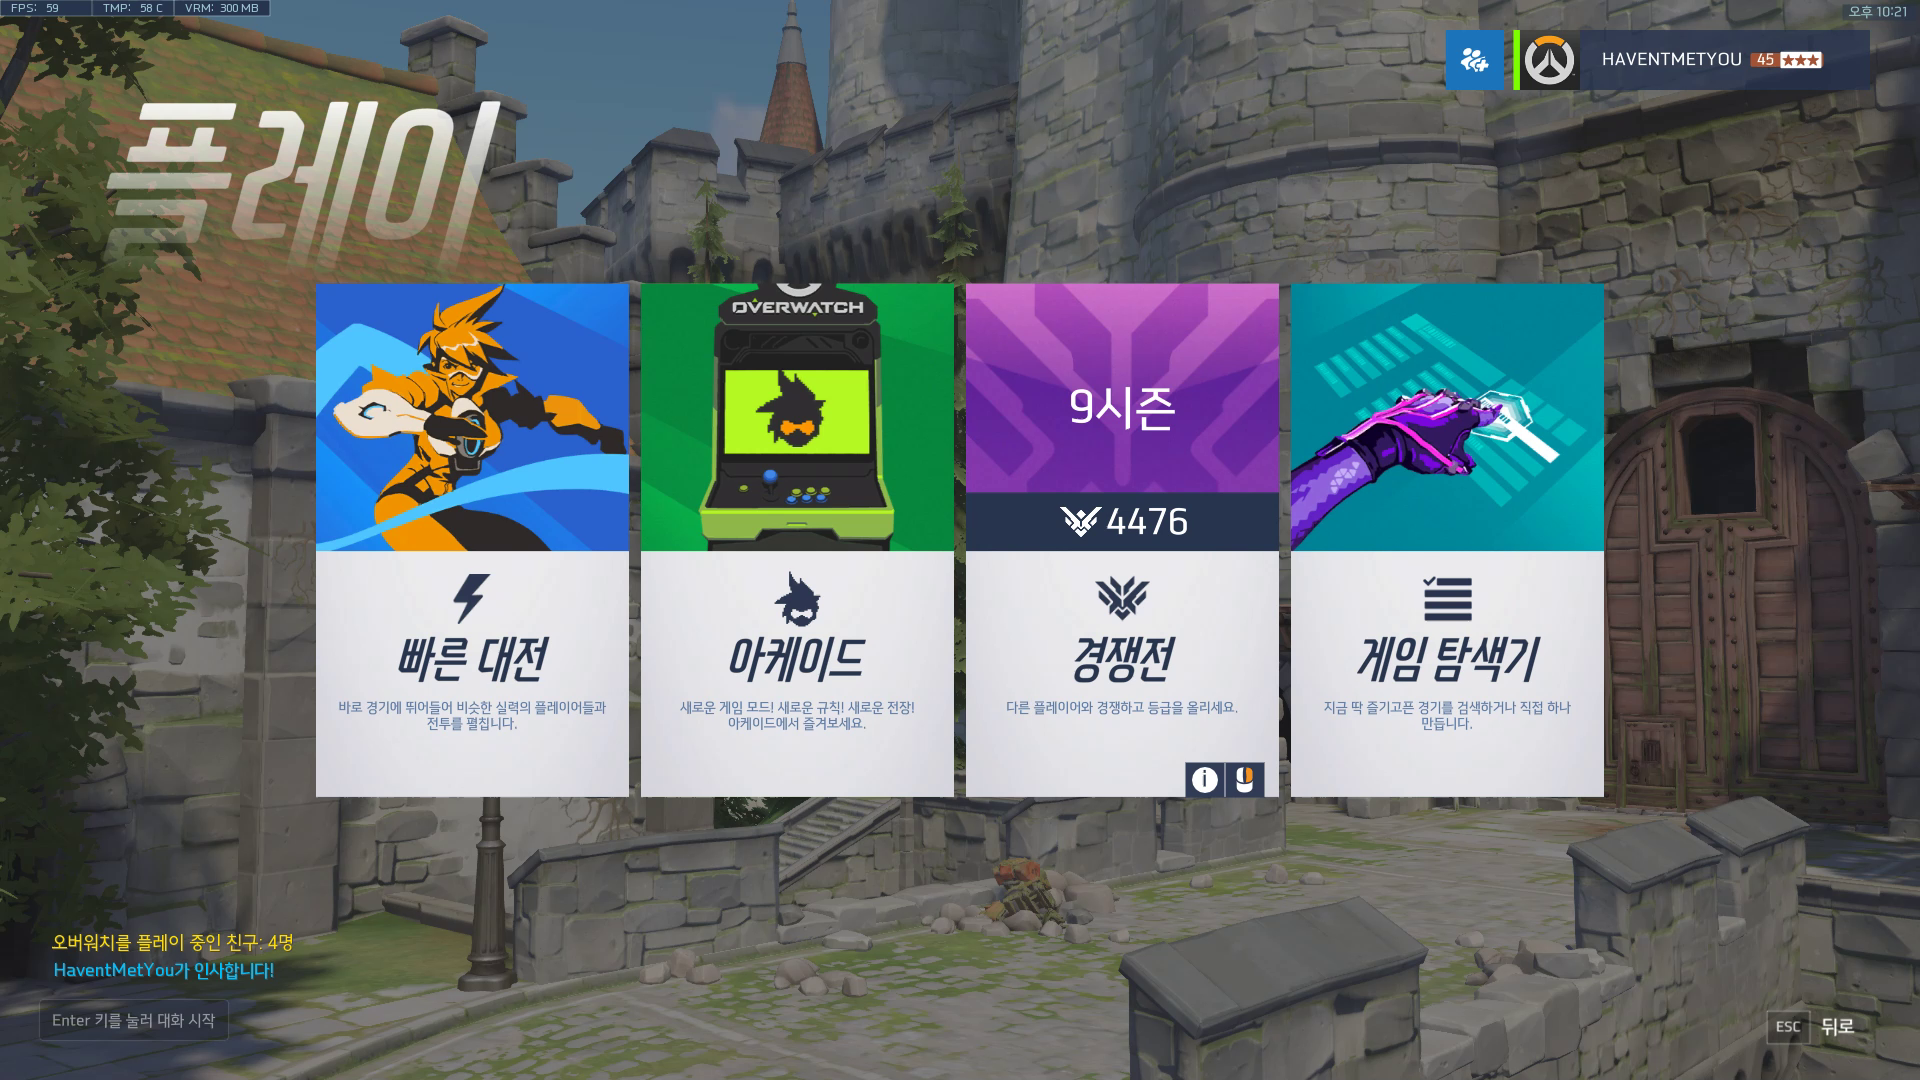 FPS: 59 TMP: 58 C VRM: 300 MB
오후 10:21
HAVENTMETYOU 45
플레이
OVERWATCH
9시즌
4476
빠른 대전
바로 경기에 뛰어들어 비슷한 실력의 플레이어들과
전투를 펼칩니다.
아케이드
새로운 게임 모드! 새로운 규칙! 새로운 전장!
아케이드에서 즐겨보세요.
경쟁전
다른 플레이어와 경쟁하고 등급을 올리세요.
게임 탐색기
지금 딱 즐기고픈 경기를 검색하거나 직접 하나
만듭니다.
오버워치를 플레이 중인 친구: 4명
HaventMetYou가 인사합니다!
Enter 키를 눌러 대화 시작
ESC 뒤로